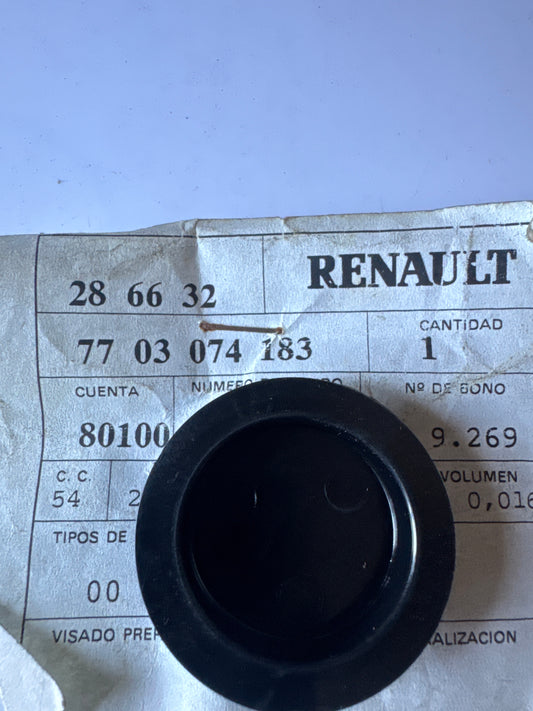 28 66 32 RENAULT
CANTIDAD
77 03 074 183 1
CUENTA Nº DE BONO
80100 9.269
C. C. VOLUMEN
54 2 0,016
TIPOS DE
00
VISADO